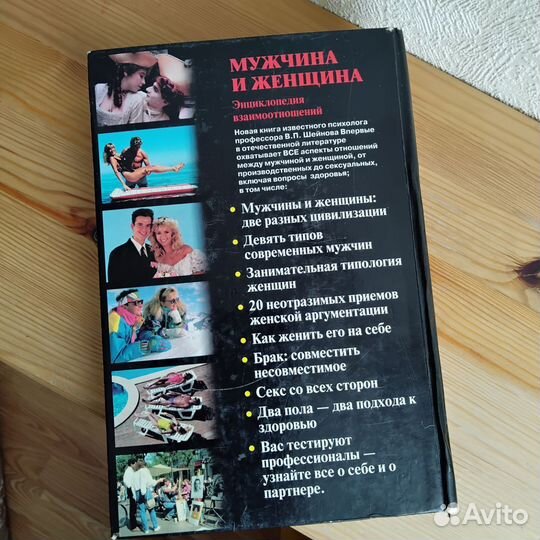 МУЖЧИНА
И ЖЕНЩИНА
Энциклопедия
взаимоотношений
Новая книга известного психолога
профессора В.П. Шейнова Впервые
в отечественной литературе
охватывает ВСЕ аспекты отношений
между мужчиной и женщиной, от
производственных до сексуальных,
включая вопросы здоровья;
в том числе:
• Мужчины и женщины:
две разных цивилизации
• Девять типов
современных мужчин
• Занимательная типология
женщин
• 20 неотразимых приемов
женской аргументации
• Как женить его на себе
• Брак: совместить
несовместимое
• Секс со всех сторон
• Два пола — два подхода к
здоровью
• Вас тестируют
профессионалы —
узнайте все о себе и о
партнере.
Avito